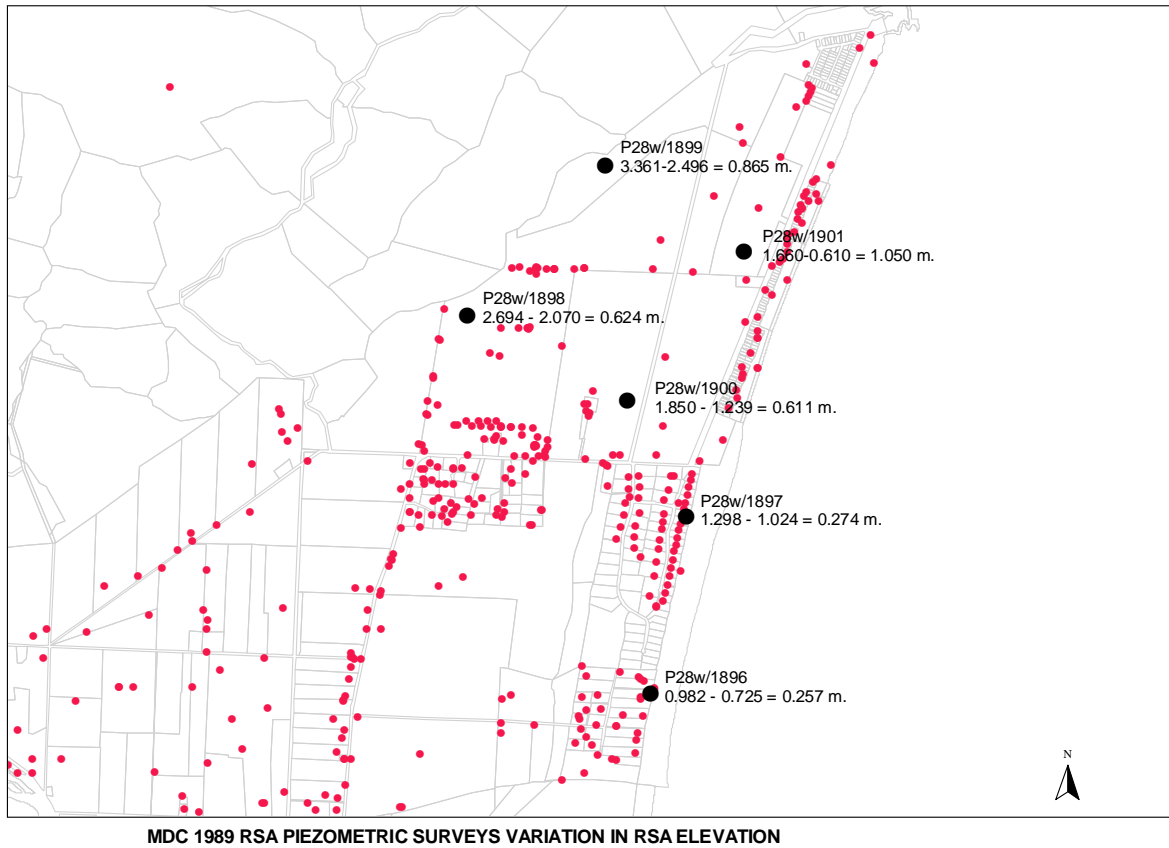 P28w/1899
3.361-2.496 = 0.865 m.
P28w/1901
1.660-0.610 = 1.050 m.
P28w/1898
2.694 - 2.070 = 0.624 m.
P28w/1900
1.850 - 1.239 = 0.611 m.
P28w/1897
1.298 - 1.024 = 0.274 m.
P28w/1896
0.982 - 0.725 = 0.257 m.
N
MDC 1989 RSA PIEZOMETRIC SURVEYS VARIATION IN RSA ELEVATION